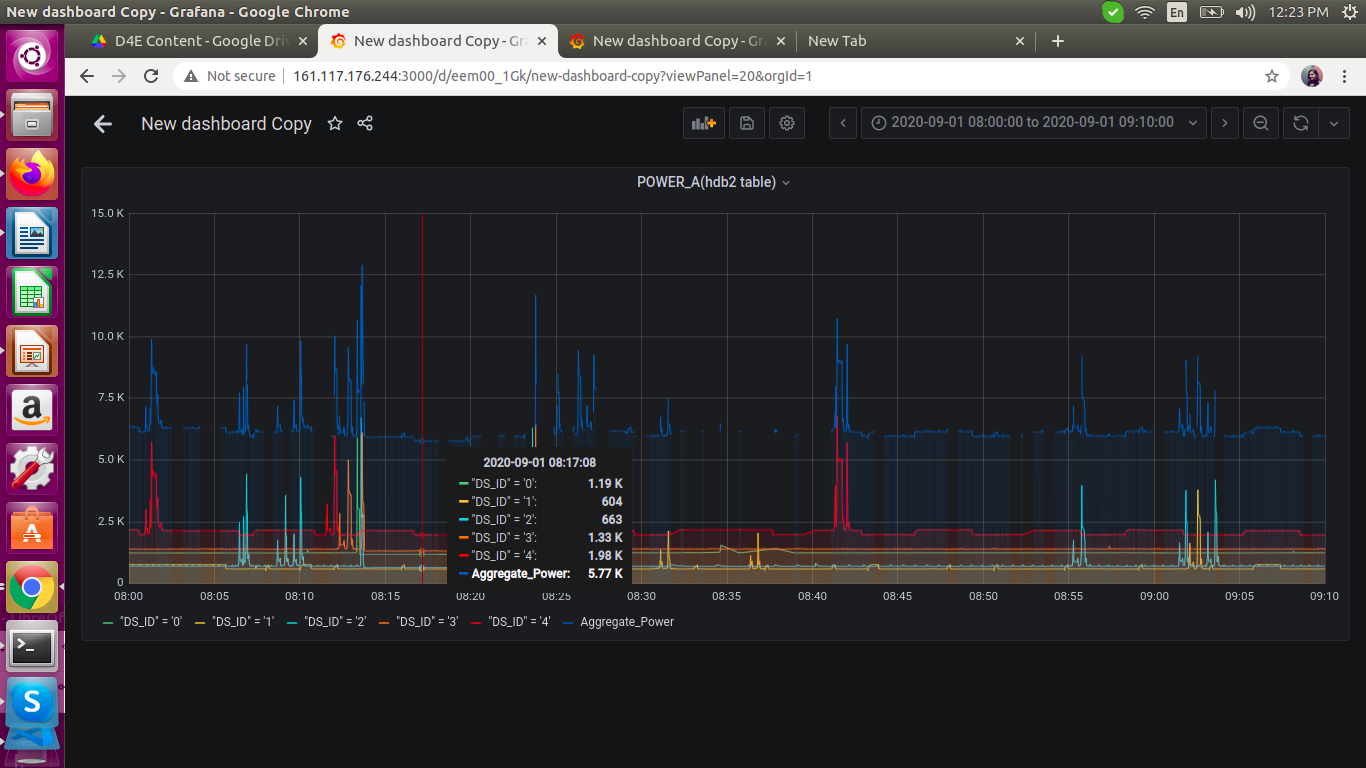 New dashboard Copy - Grafana - Google Chrome
En
12:23 PM
D4E Content - Google Driv
New dashboard Copy - Gr
New dashboard Copy - Gr
New Tab
Not secure
161.117.176.244:3000/d/eem00_1Gk/new-dashboard-copy?viewPanel=20&orgId=1
New dashboard Copy
2020-09-01 08:00:00 to 2020-09-01 09:10:00
POWER_A(hdb2 table)
15.0 K
12.5 K
10.0 K
7.5 K
5.0 K
2.5 K
0
2020-09-01 08:17:08
"DS_ID" = '0': 1.19 K
"DS_ID" = '1': 604
"DS_ID" = '2': 663
"DS_ID" = '3': 1.33 K
"DS_ID" = '4': 1.98 K
Aggregate_Power: 5.77 K
08:00 08:05 08:10 08:15 08:20 08:25 08:30 08:35 08:40 08:45 08:50 08:55 09:00 09:05 09:10
"DS_ID" = '0' "DS_ID" = '1' "DS_ID" = '2' "DS_ID" = '3' "DS_ID" = '4' Aggregate_Power